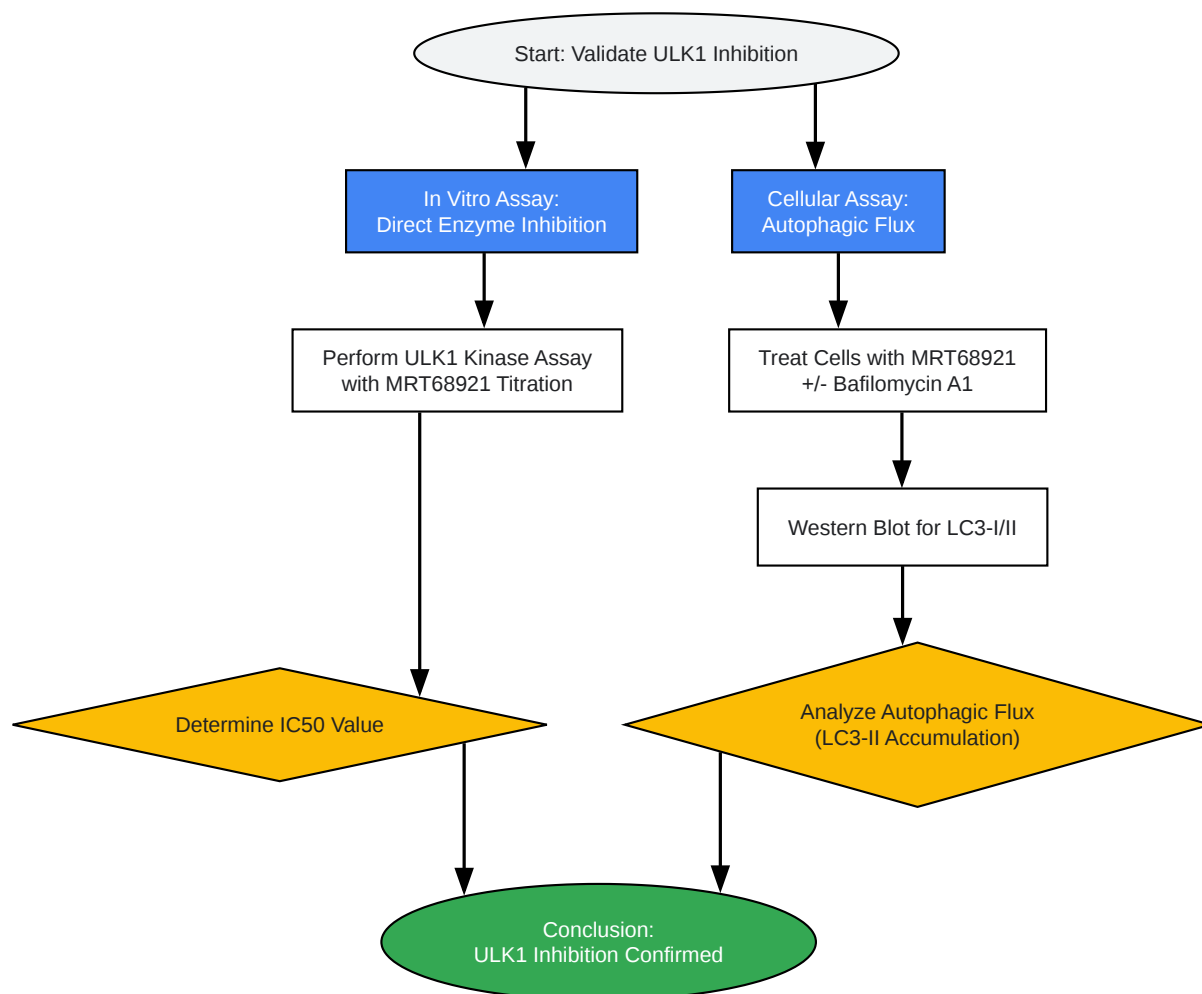 Start: Validate ULK1 Inhibition
In Vitro Assay:
Direct Enzyme Inhibition
Cellular Assay:
Autophagic Flux
Perform ULK1 Kinase Assay
with MRT68921 Titration
Treat Cells with MRT68921
+/- Bafilomycin A1
Western Blot for LC3-I/II
Determine IC50 Value
Analyze Autophagic Flux
(LC3-II Accumulation)
Conclusion:
ULK1 Inhibition Confirmed